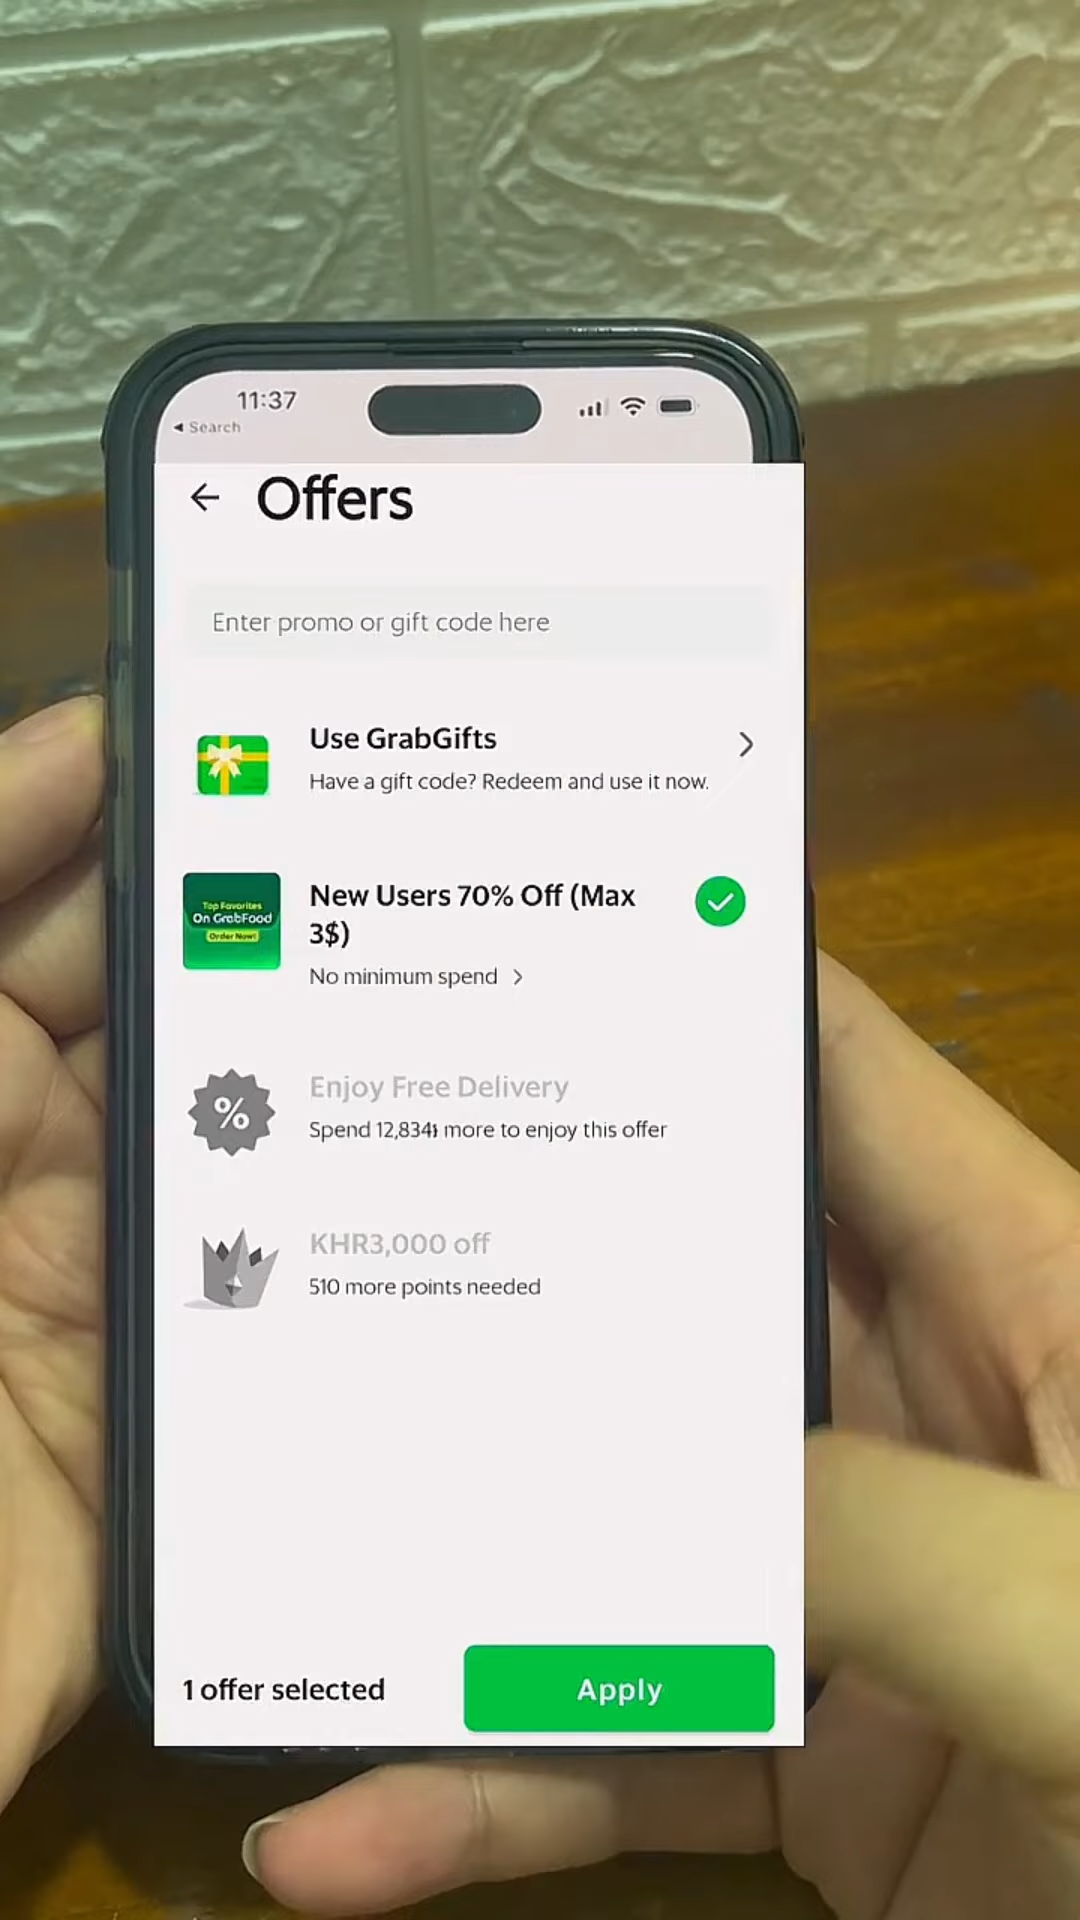 11:37
◀ Search
← Offers
Enter promo or gift code here
Use GrabGifts
Have a gift code? Redeem and use it now.
Top Favorites
On GrabFood
Order Now!
New Users 70% Off (Max
3$)
No minimum spend >
%
Enjoy Free Delivery
Spend 12,834៛ more to enjoy this offer
KHR3,000 off
510 more points needed
1 offer selected
Apply